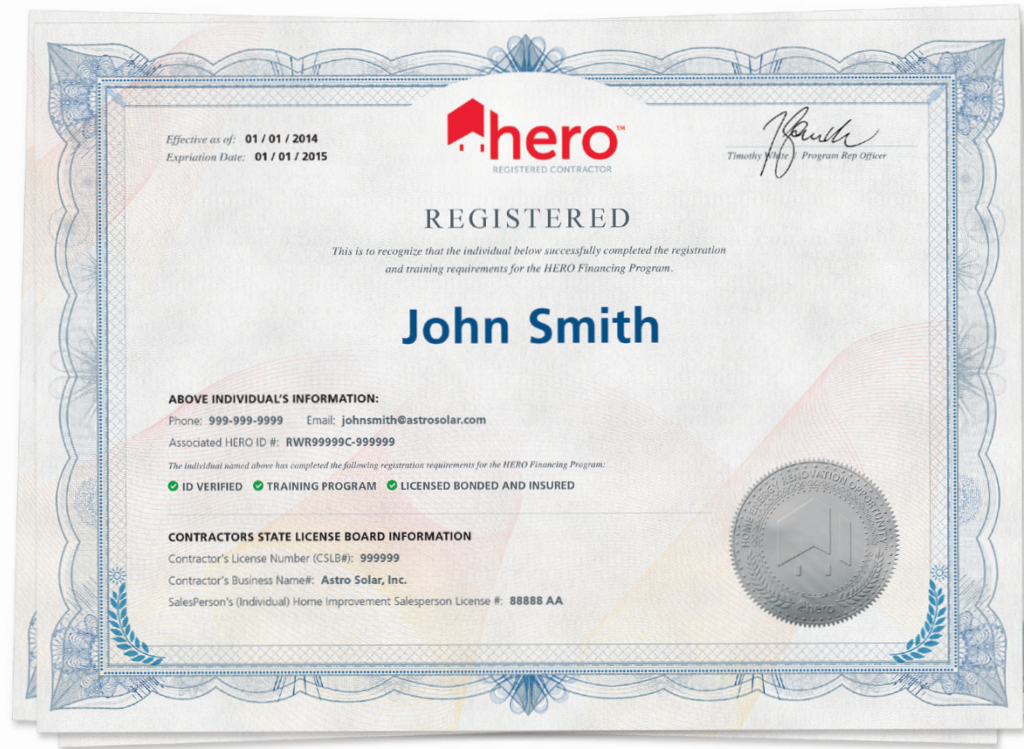 Effective as of: 01 / 01 / 2014
Expiration Date: 01 / 01 / 2015
hero™
REGISTERED CONTRACTOR
Timothy White / Program Rep Officer
REGISTERED
This is to recognize that the individual below successfully completed the registration
and training requirements for the HERO Financing Program.
John Smith
ABOVE INDIVIDUAL'S INFORMATION:
Phone: 999-999-9999 Email: johnsmith@astrosolar.com
Associated HERO ID #: RWR99999C-999999
The individual named above has completed the following registration requirements for the HERO Financing Program:
ID VERIFIED TRAINING PROGRAM LICENSED BONDED AND INSURED
CONTRACTORS STATE LICENSE BOARD INFORMATION
Contractor's License Number (CSLB#): 999999
Contractor's Business Name#: Astro Solar, Inc.
SalesPerson's (Individual) Home Improvement Salesperson License #: 88888 AA
HOME ENERGY RENOVATION OPPORTUNITY
hero